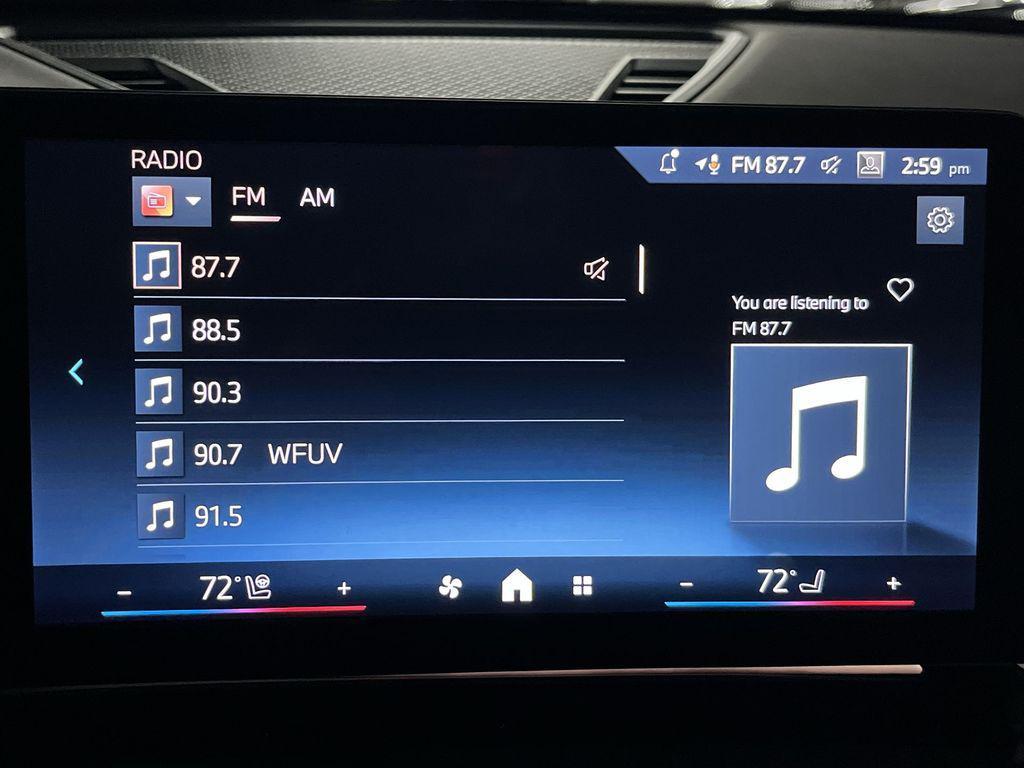 RADIO
FM 87.7 2:59 pm
FM AM
87.7
88.5
90.3
90.7 WFUV
91.5
You are listening to
FM 87.7
− 72° + − 72° +